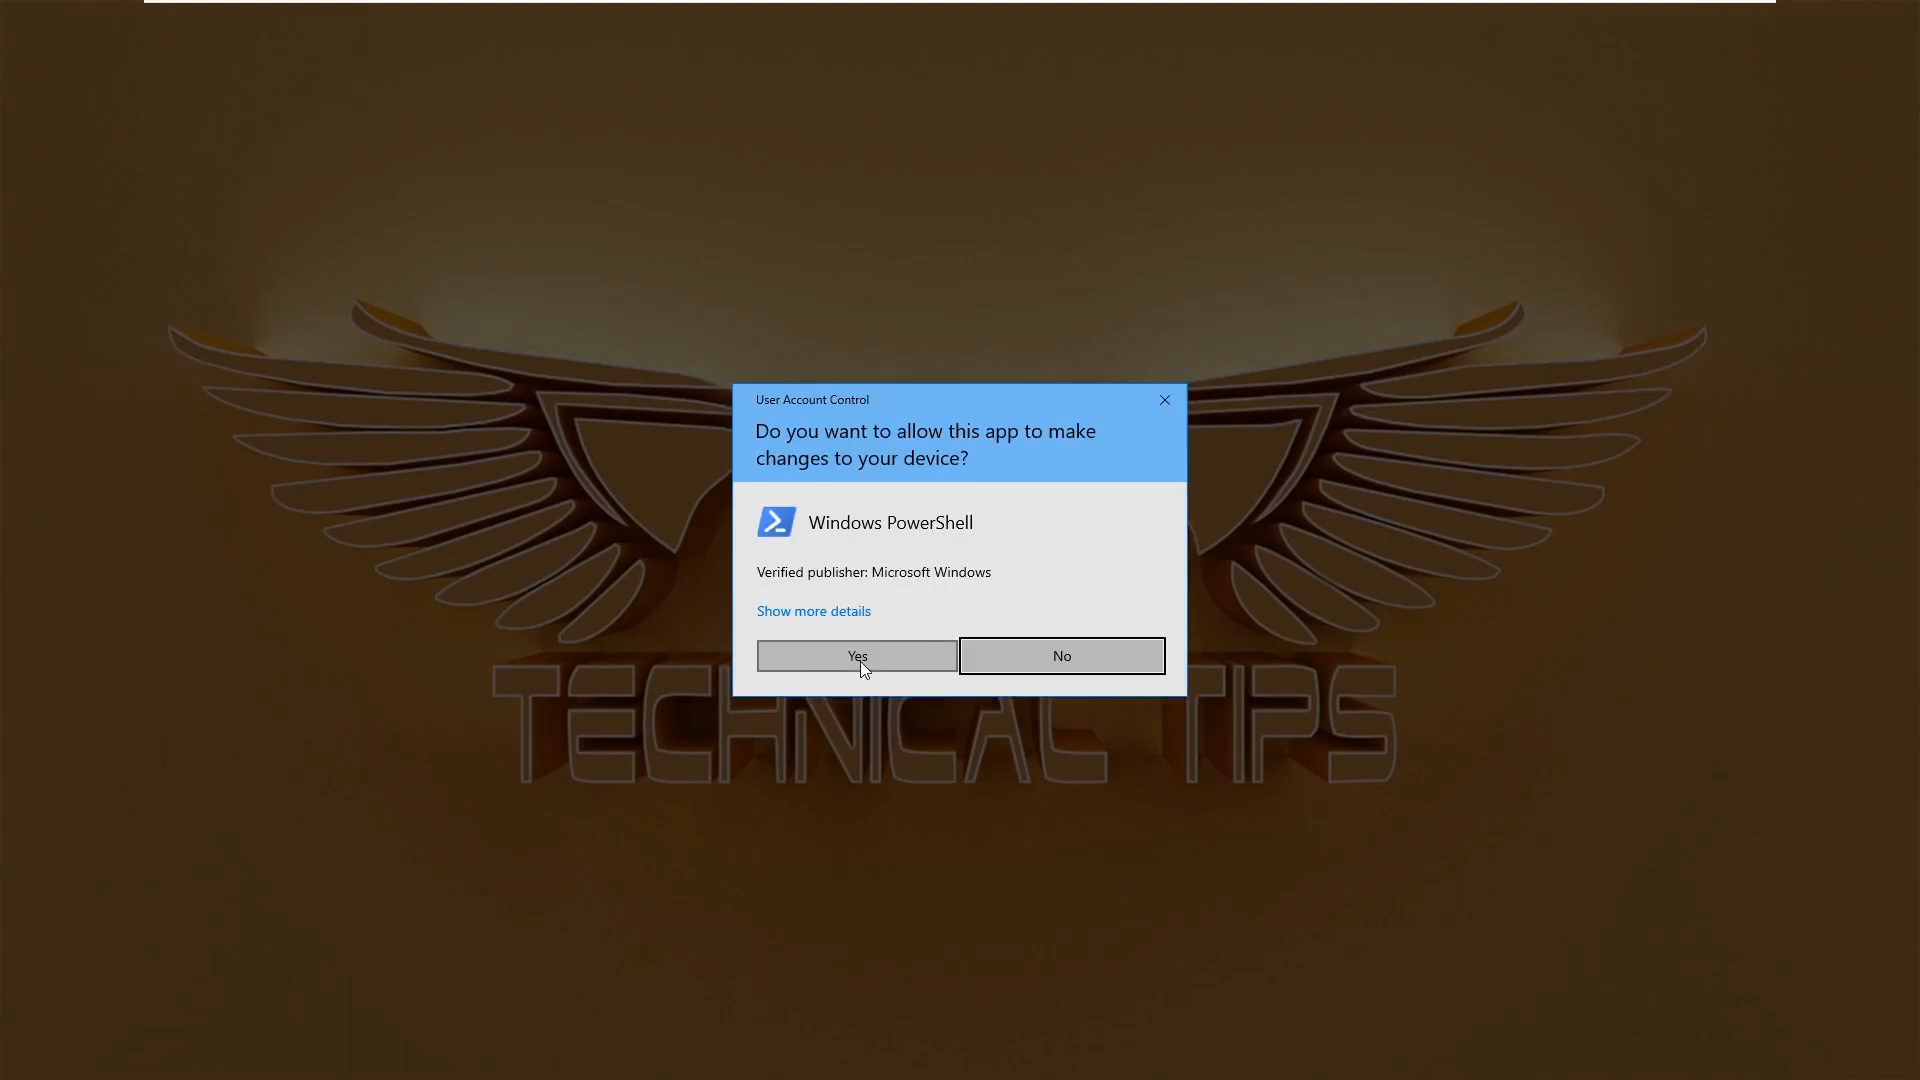 User Account Control
Do you want to allow this app to make
changes to your device?
Windows PowerShell
Verified publisher: Microsoft Windows
Show more details
Yes
No
TECHNICAL TIPS